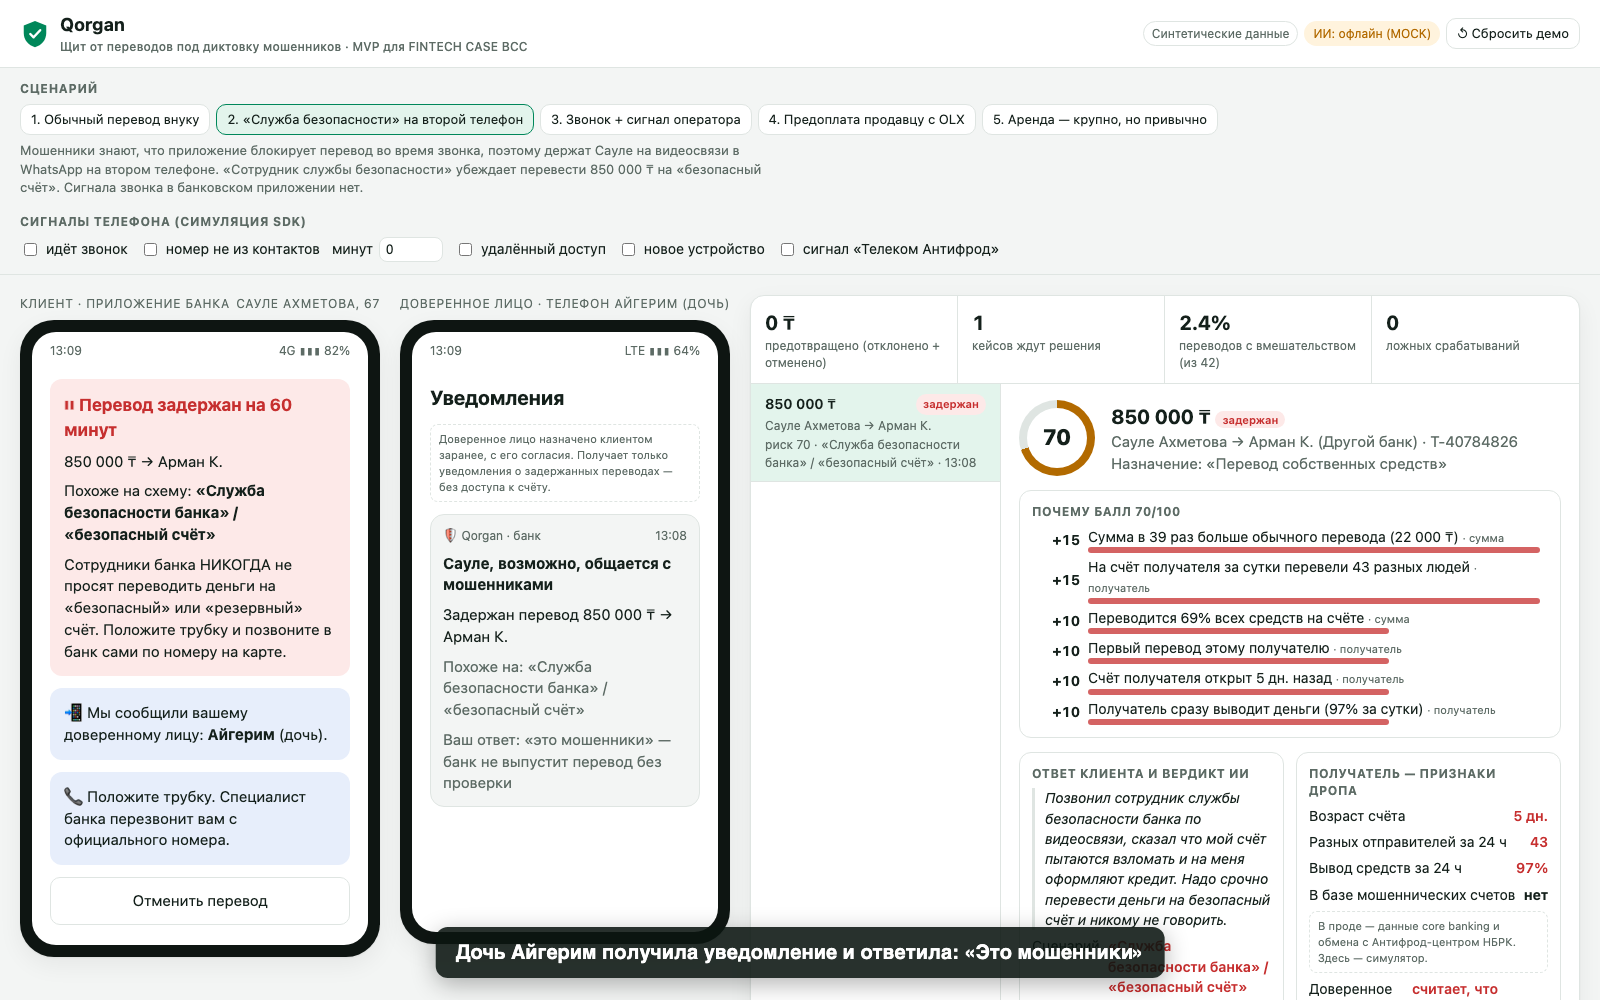 Qorgan
Щит от переводов под диктовку мошенников · MVP для FINTECH CASE BCC
Синтетические данные
ИИ: офлайн (MOCK)
↺ Сбросить демо
СЦЕНАРИЙ
1. Обычный перевод внуку
2. «Служба безопасности» на второй телефон
3. Звонок + сигнал оператора
4. Предоплата продавцу с OLX
5. Аренда — крупно, но привычно
Мошенники знают, что приложение блокирует перевод во время звонка, поэтому держат Сауле на видеосвязи в
WhatsApp на втором телефоне. «Сотрудник службы безопасности» убеждает перевести 850 000 ₸ на «безопасный
счёт». Сигнала звонка в банковском приложении нет.
СИГНАЛЫ ТЕЛЕФОНА (СИМУЛЯЦИЯ SDK)
идёт звонок
номер не из контактов
минут 0
удалённый доступ
новое устройство
сигнал «Телеком Антифрод»
КЛИЕНТ · ПРИЛОЖЕНИЕ БАНКА САУЛЕ АХМЕТОВА, 67
13:09
4G 82%
Перевод задержан на 60
минут
850 000 ₸ → Арман К.
Похоже на схему: «Служба
безопасности банка» /
«безопасный счёт»
Сотрудники банка НИКОГДА не
просят переводить деньги на
«безопасный» или «резервный»
счёт. Положите трубку и позвоните в
банк сами по номеру на карте.
Мы сообщили вашему
доверенному лицу: Айгерим (дочь).
Положите трубку. Специалист
банка перезвонит вам с
официального номера.
Отменить перевод
ДОВЕРЕННОЕ ЛИЦО · ТЕЛЕФОН АЙГЕРИМ (ДОЧЬ)
13:09
LTE 64%
Уведомления
Доверенное лицо назначено клиентом
заранее, с его согласия. Получает только
уведомления о задержанных переводах —
без доступа к счёту.
Qorgan · банк
13:08
Сауле, возможно, общается с
мошенниками
Задержан перевод 850 000 ₸ →
Арман К.
Похоже на: «Служба
безопасности банка» /
«безопасный счёт»
Ваш ответ: «это мошенники» —
банк не выпустит перевод без
проверки
0 ₸
предотвращено (отклонено +
отменено)
1
кейсов ждут решения
2.4%
переводов с вмешательством
(из 42)
0
ложных срабатываний
850 000 ₸
задержан
Сауле Ахметова → Арман К.
риск 70 · «Служба безопасности
банка» / «безопасный счёт» · 13:08
70
850 000 ₸ задержан
Сауле Ахметова → Арман К. (Другой банк) · T-40784826
Назначение: «Перевод собственных средств»
ПОЧЕМУ БАЛЛ 70/100
+15 Сумма в 39 раз больше обычного перевода (22 000 ₸) · сумма
+15 На счёт получателя за сутки перевели 43 разных людей ·
получатель
+10 Переводится 69% всех средств на счёте · сумма
+10 Первый перевод этому получателю · получатель
+10 Счёт получателя открыт 5 дн. назад · получатель
+10 Получатель сразу выводит деньги (97% за сутки) · получатель
ОТВЕТ КЛИЕНТА И ВЕРДИКТ ИИ
Позвонил сотрудник службы
безопасности банка по
видеосвязи, сказал что мой счёт
пытаются взломать и на меня
оформляют кредит. Надо срочно
перевести деньги на безопасный
счёт и никому не говорить.
Сценарий «Служба
безопасности банка» /
«безопасный счёт»
ПОЛУЧАТЕЛЬ — ПРИЗНАКИ
ДРОПА
Возраст счёта 5 дн.
Разных отправителей за 24 ч 43
Вывод средств за 24 ч 97%
В базе мошеннических счетов нет
В проде — данные core banking и
обмена с Антифрод-центром НБРК.
Здесь — симулятор.
Доверенное считает, что
Дочь Айгерим получила уведомление и ответила: «Это мошенники»